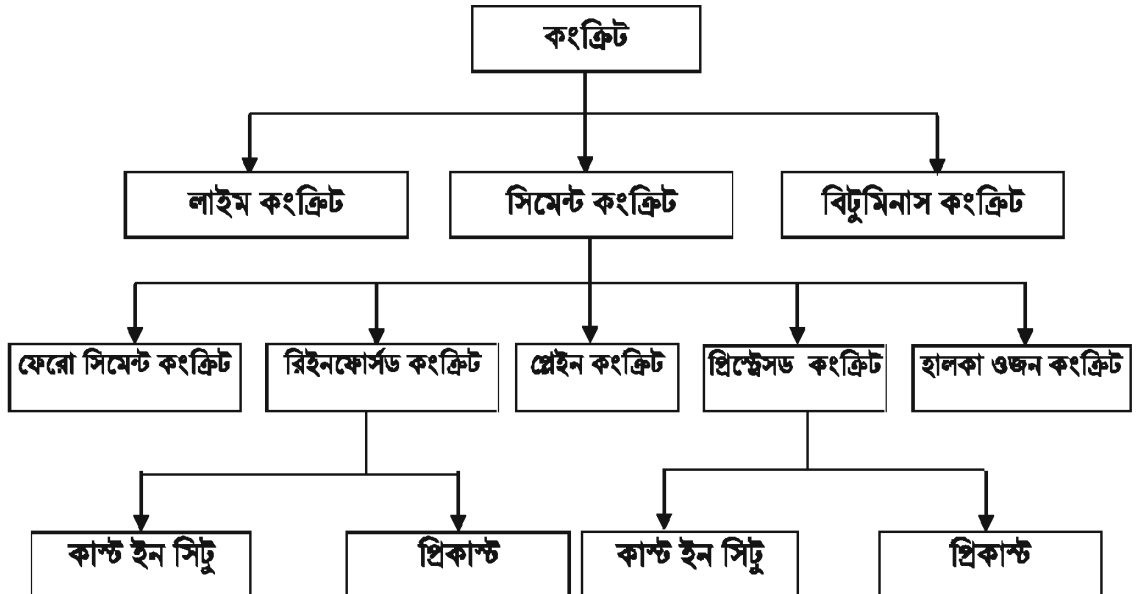 কংক্রিট
লাইম কংক্রিট
সিমেন্ট কংক্রিট
বিটুমিনাস কংক্রিট
ফেরো সিমেন্ট কংক্রিট
রিইনফোর্সড কংক্রিট
প্লেইন কংক্রিট
প্রিস্ট্রেসড কংক্রিট
হালকা ওজন কংক্রিট
কাস্ট ইন সিটু
প্রিকাস্ট
কাস্ট ইন সিটু
প্রিকাস্ট